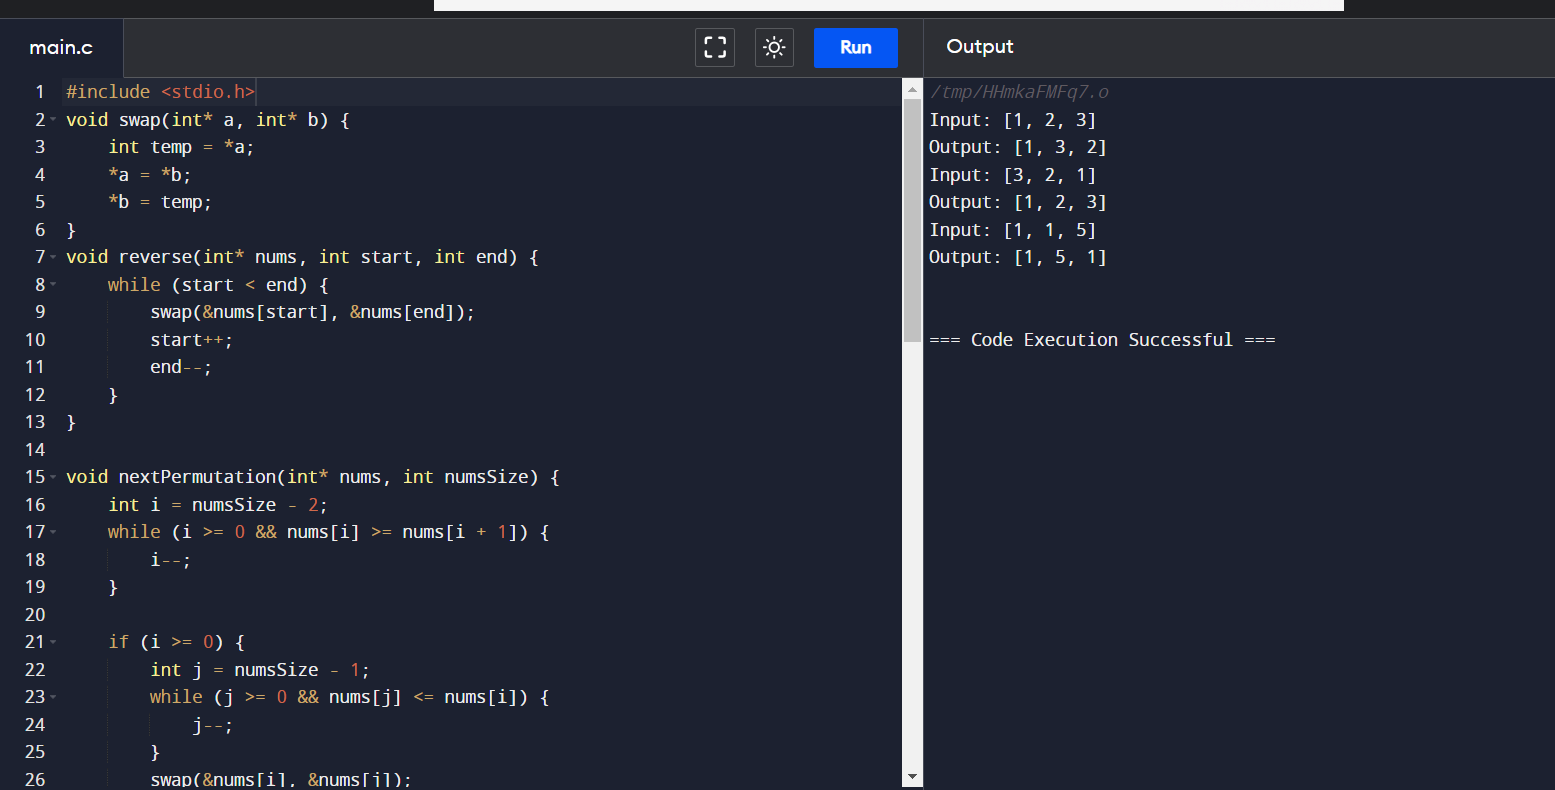 main.c
Run
Output
1 #include <stdio.h>
2 void swap(int* a, int* b) {
3     int temp = *a;
4     *a = *b;
5     *b = temp;
6 }
7 void reverse(int* nums, int start, int end) {
8     while (start < end) {
9         swap(&nums[start], &nums[end]);
10         start++;
11         end--;
12     }
13 }
14
15 void nextPermutation(int* nums, int numsSize) {
16     int i = numsSize - 2;
17     while (i >= 0 && nums[i] >= nums[i + 1]) {
18         i--;
19     }
20
21     if (i >= 0) {
22         int j = numsSize - 1;
23         while (j >= 0 && nums[j] <= nums[i]) {
24             j--;
25         }
26         swap(&nums[i], &nums[j]);
/tmp/HHmkaFMFq7.o
Input: [1, 2, 3]
Output: [1, 3, 2]
Input: [3, 2, 1]
Output: [1, 2, 3]
Input: [1, 1, 5]
Output: [1, 5, 1]
=== Code Execution Successful ===